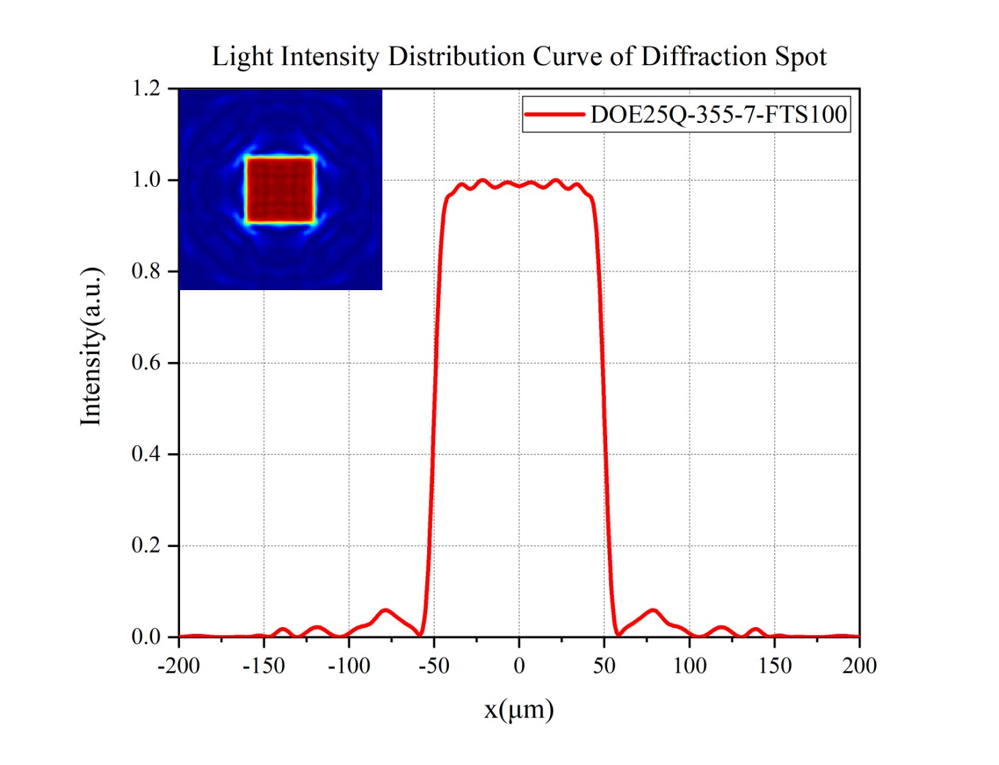 Light Intensity Distribution Curve of Diffraction Spot
DOE25Q-355-7-FTS100
Intensity(a.u.)
1.2
1.0
0.8
0.6
0.4
0.2
0.0
-200 -150 -100 -50 0 50 100 150 200
x(μm)